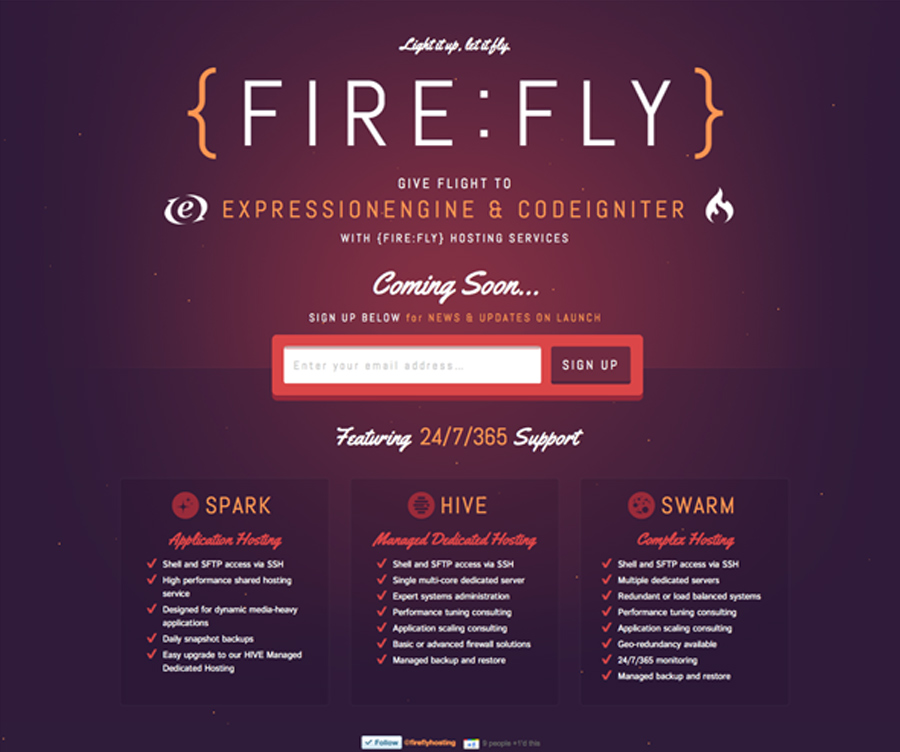 Light it up, let it fly.
{FIRE:FLY}
GIVE FLIGHT TO
e EXPRESSIONENGINE & CODEIGNITER
WITH {FIRE:FLY} HOSTING SERVICES
Coming Soon...
SIGN UP BELOW for NEWS & UPDATES ON LAUNCH
Enter your email address... SIGN UP
Featuring 24/7/365 Support
SPARK
Application Hosting
Shell and SFTP access via SSH
High performance shared hosting
service
Designed for dynamic media-heavy
applications
Daily snapshot backups
Easy upgrade to our HIVE Managed
Dedicated Hosting
HIVE
Managed Dedicated Hosting
Shell and SFTP access via SSH
Single multi-core dedicated server
Expert systems administration
Performance tuning consulting
Application scaling consulting
Basic or advanced firewall solutions
Managed backup and restore
SWARM
Complex Hosting
Shell and SFTP access via SSH
Multiple dedicated servers
Redundant or load balanced systems
Performance tuning consulting
Application scaling consulting
Geo-redundancy available
24/7/365 monitoring
Managed backup and restore
Follow @fireflyhosting +1 9 people +1'd this